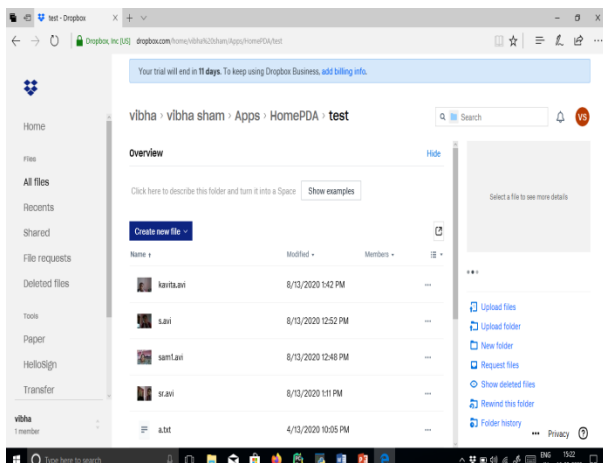 test - Dropbox
Dropbox, Inc [US] dropbox.com/home/vibha%20sham/Apps/HomePDA/test
Your trial will end in 11 days. To keep using Dropbox Business, add billing info.
vibha › vibha sham › Apps › HomePDA › test
Search
VS
Home
Files
All files
Recents
Shared
File requests
Deleted files
Tools
Paper
HelloSign
Transfer
vibha
1 member
Overview
Hide
Click here to describe this folder and turn it into a Space
Show examples
Create new file
Name
Modified
Members
kavita.avi
8/13/2020 1:42 PM
s.avi
8/13/2020 12:52 PM
sam1.avi
8/13/2020 12:48 PM
sr.avi
8/13/2020 1:11 PM
a.txt
4/13/2020 10:05 PM
Select a file to see more details
Upload files
Upload folder
New folder
Request files
Show deleted files
Rewind this folder
Folder history
Privacy
Type here to search
ENG
15:22